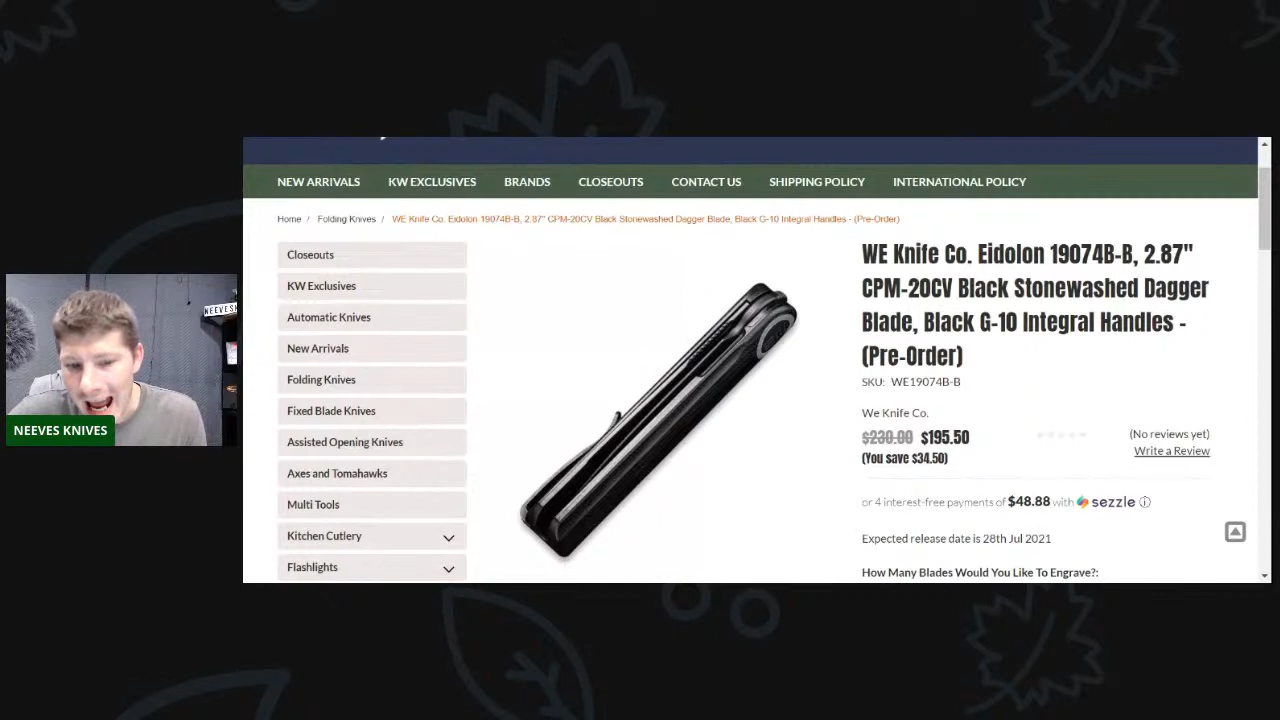 NEW ARRIVALS KW EXCLUSIVES BRANDS CLOSEOUTS CONTACT US SHIPPING POLICY INTERNATIONAL POLICY
Home / Folding Knives / WE Knife Co. Eidolon 19074B-B, 2.87" CPM-20CV Black Stonewashed Dagger Blade, Black G-10 Integral Handles - (Pre-Order)
Closeouts
KW Exclusives
Automatic Knives
New Arrivals
Folding Knives
Fixed Blade Knives
Assisted Opening Knives
Axes and Tomahawks
Multi Tools
Kitchen Cutlery
Flashlights
WE Knife Co. Eidolon 19074B-B, 2.87"
CPM-20CV Black Stonewashed Dagger
Blade, Black G-10 Integral Handles -
(Pre-Order)
SKU: WE19074B-B
We Knife Co.
$230.00 $195.50
(You save $34.50)
(No reviews yet)
Write a Review
or 4 interest-free payments of $48.88 with sezzle
Expected release date is 28th Jul 2021
How Many Blades Would You Like To Engrave?:
NEEVES KNIVES